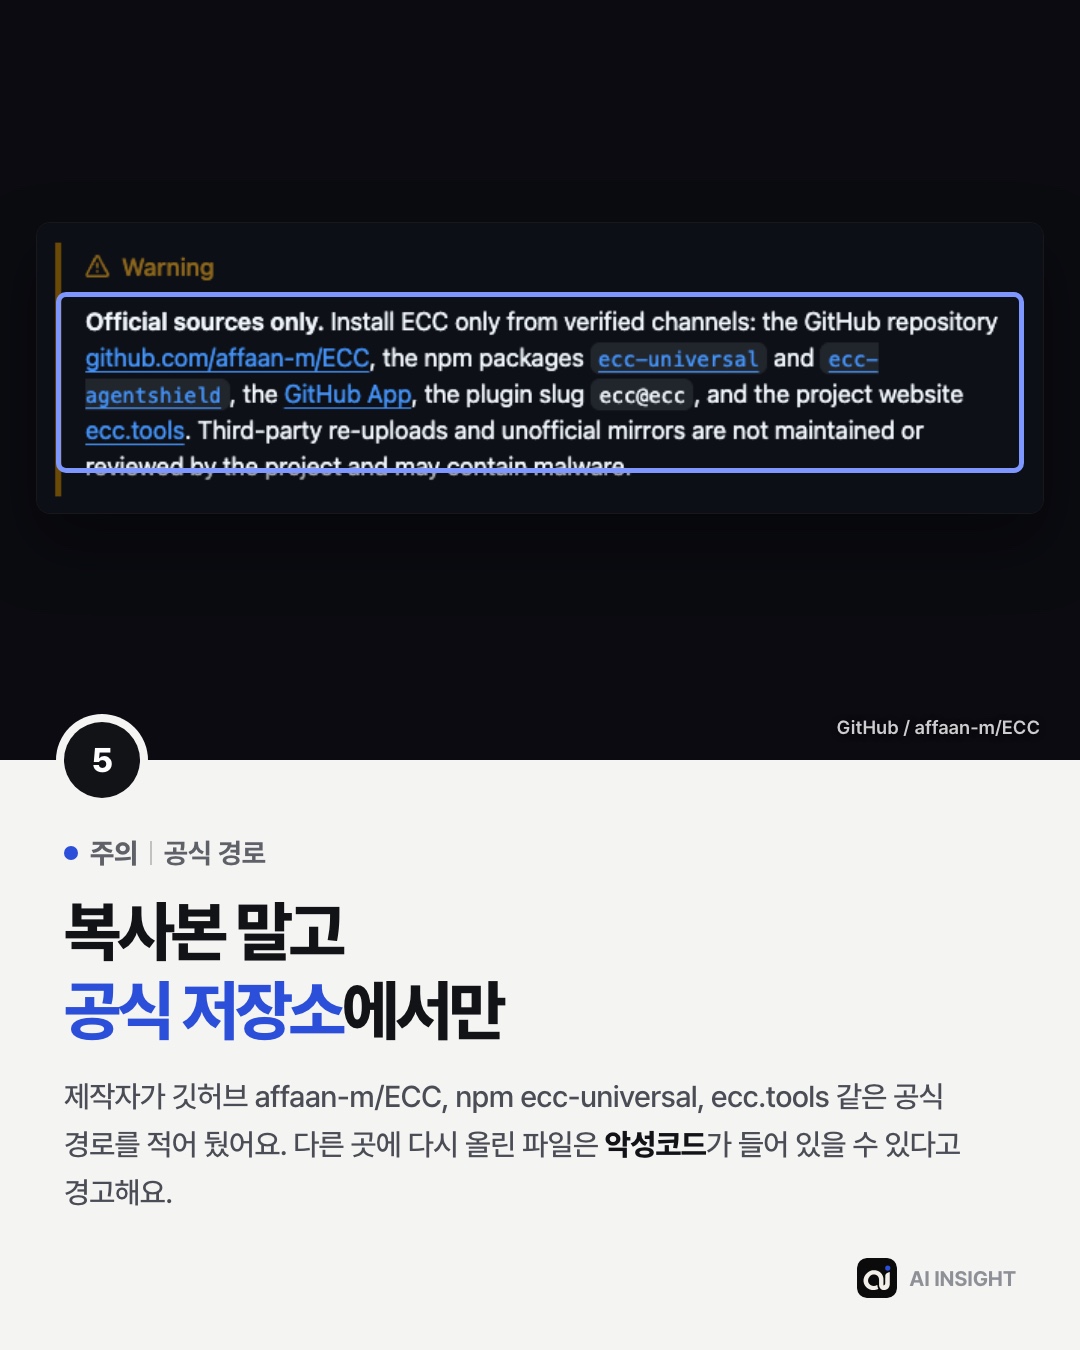 Warning
Official sources only. Install ECC only from verified channels: the GitHub repository
github.com/affaan-m/ECC, the npm packages ecc-universal and ecc-
agentshield, the GitHub App, the plugin slug ecc@ecc, and the project website
ecc.tools. Third-party re-uploads and unofficial mirrors are not maintained or
reviewed by the project and may contain malware.
GitHub / affaan-m/ECC
5
주의 | 공식 경로
복사본 말고
공식 저장소에서만
제작자가 깃허브 affaan-m/ECC, npm ecc-universal, ecc.tools 같은 공식
경로를 적어 뒀어요. 다른 곳에 다시 올린 파일은 악성코드가 들어 있을 수 있다고
경고해요.
ai AI INSIGHT